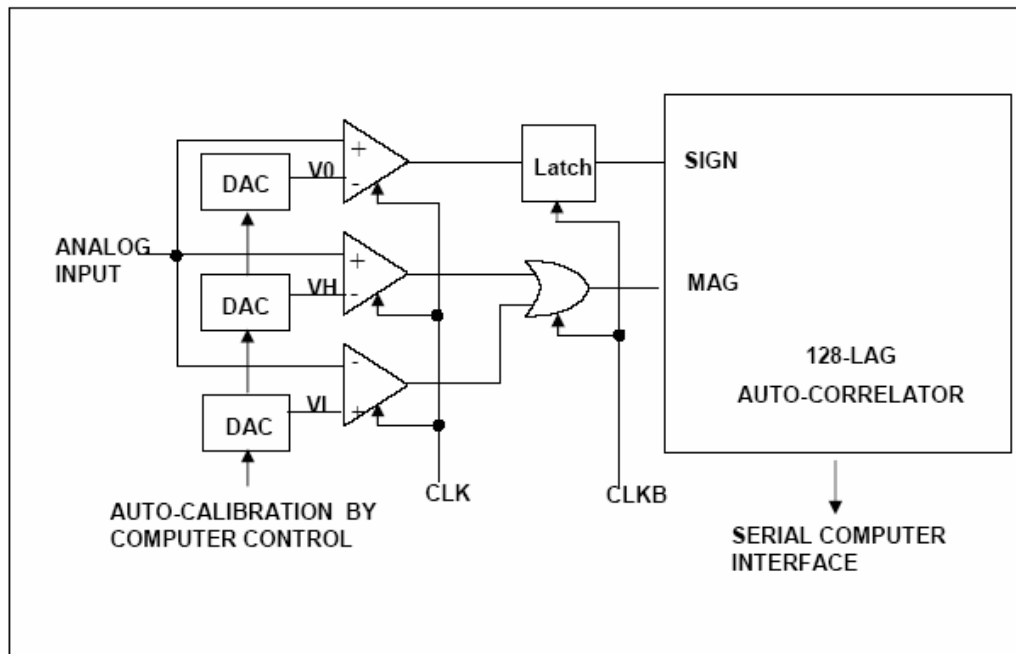 V0
+
-
DAC
Latch
SIGN
ANALOG
INPUT
+
VH
-
DAC
MAG
-
128-LAG
AUTO-CORRELATOR
VL
+
DAC
CLK
CLKB
AUTO-CALIBRATION BY
COMPUTER CONTROL
SERIAL COMPUTER
INTERFACE